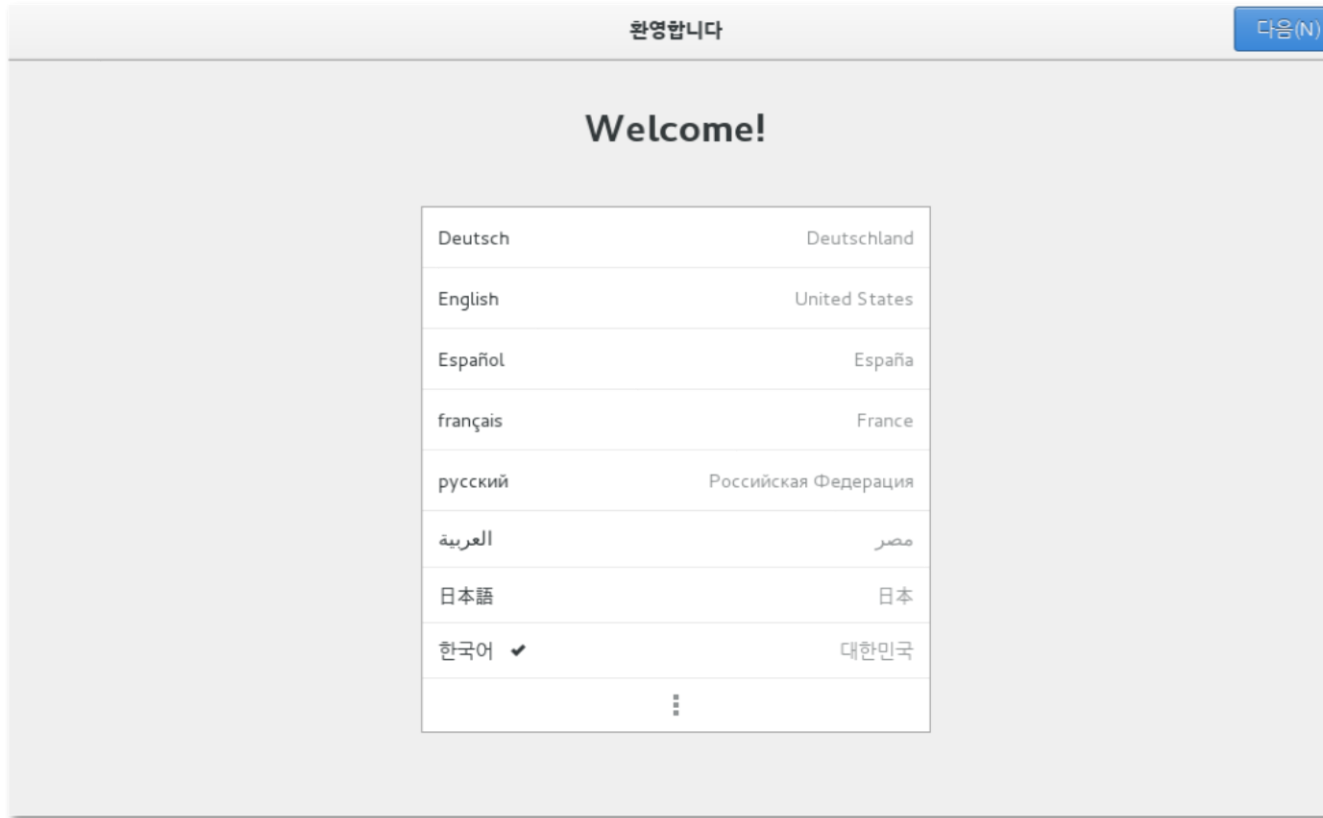 환영합니다 다음(N)
Welcome!
Deutsch Deutschland
English United States
Español España
français France
русский Российская Федерация
العربية مصر
日本語 日本
한국어 ✔ 대한민국